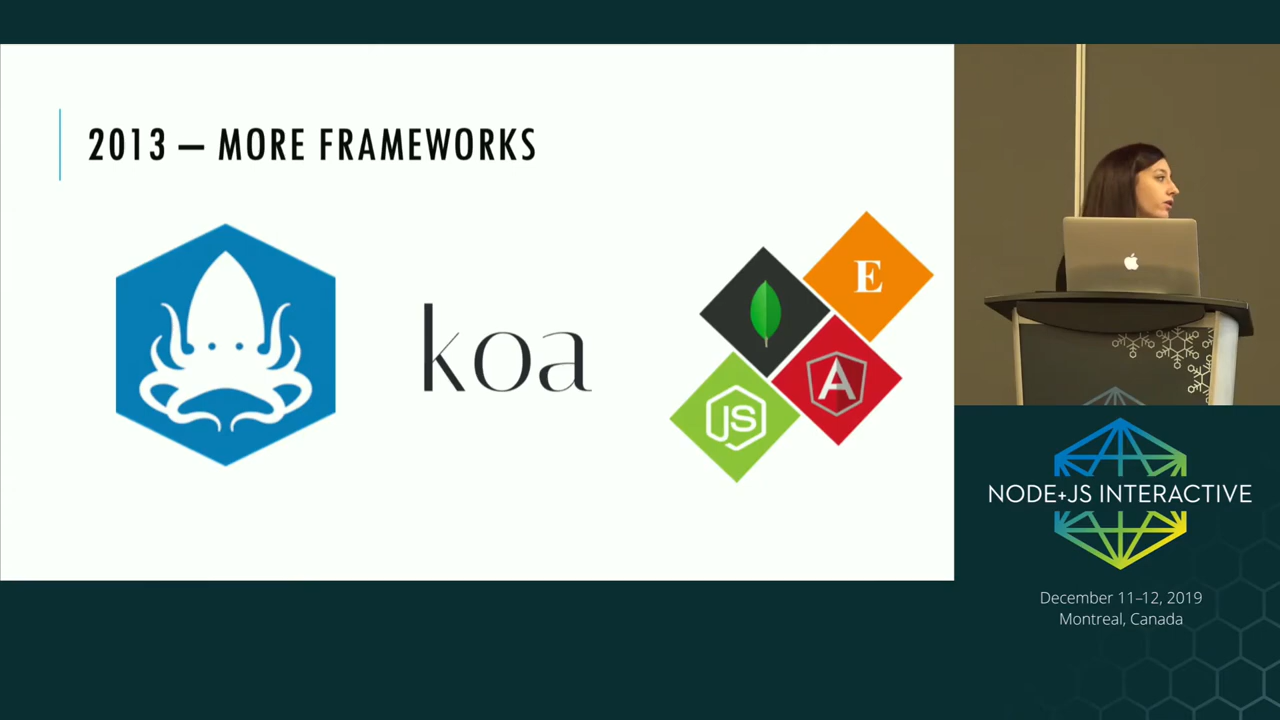 2013 — MORE FRAMEWORKS
koa
E
A
JS
NODE+JS INTERACTIVE
December 11–12, 2019
Montreal, Canada